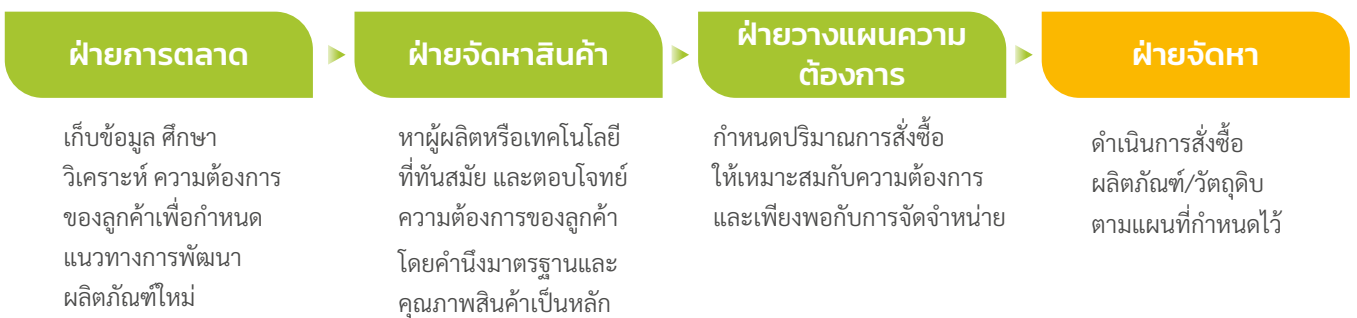 ฝ่ายการตลาด
เก็บข้อมูล ศึกษา
วิเคราะห์ ความต้องการ
ของลูกค้าเพื่อกำหนด
แนวทางการพัฒนา
ผลิตภัณฑ์ใหม่
ฝ่ายจัดหาสินค้า
หาผู้ผลิตหรือเทคโนโลยี
ที่ทันสมัย และตอบโจทย์
ความต้องการของลูกค้า
โดยคำนึงมาตรฐานและ
คุณภาพสินค้าเป็นหลัก
ฝ่ายวางแผนความ
ต้องการ
กำหนดปริมาณการสั่งซื้อ
ให้เหมาะสมกับความต้องการ
และเพียงพอกับการจัดจำหน่าย
ฝ่ายจัดหา
ดำเนินการสั่งซื้อ
ผลิตภัณฑ์/วัตถุดิบ
ตามแผนที่กำหนดไว้